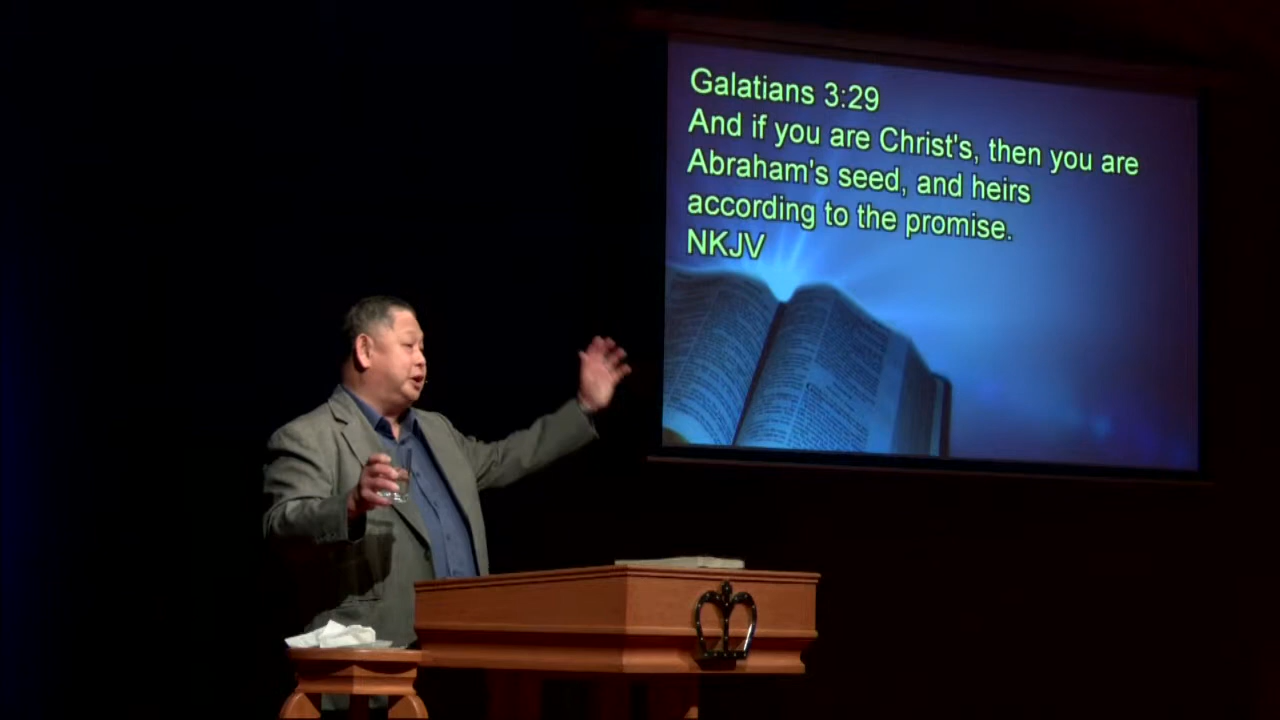 Galatians 3:29
And if you are Christ's, then you are
Abraham's seed, and heirs
according to the promise.
NKJV